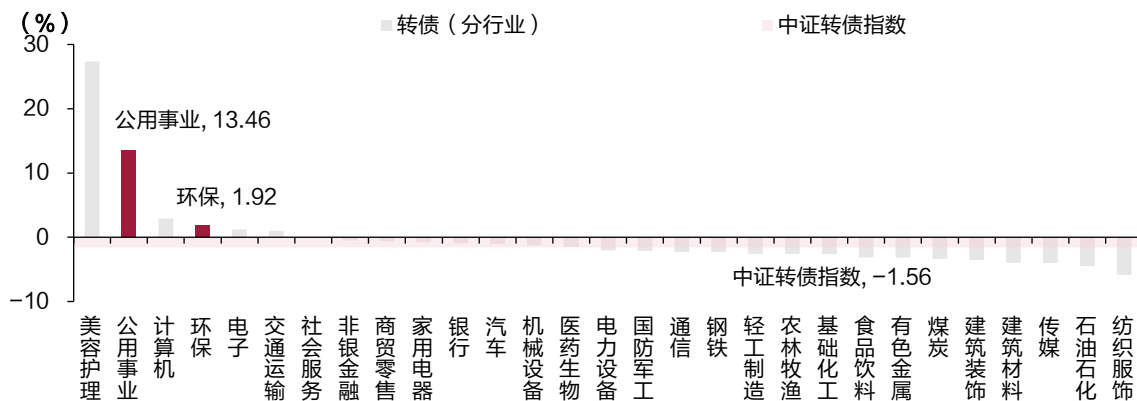 （%）
转债（分行业）
中证转债指数
30
20
10
0
−10
公用事业, 13.46
环保, 1.92
中证转债指数, −1.56
美容护理
公用事业
计算机
环保
电子
交通运输
社会服务
非银金融
商贸零售
家用电器
银行
汽车
机械设备
医药生物
电力设备
国防军工
通信
钢铁
轻工制造
农林牧渔
基础化工
食品饮料
有色金属
煤炭
建筑装饰
建筑材料
传媒
石油石化
纺织服饰